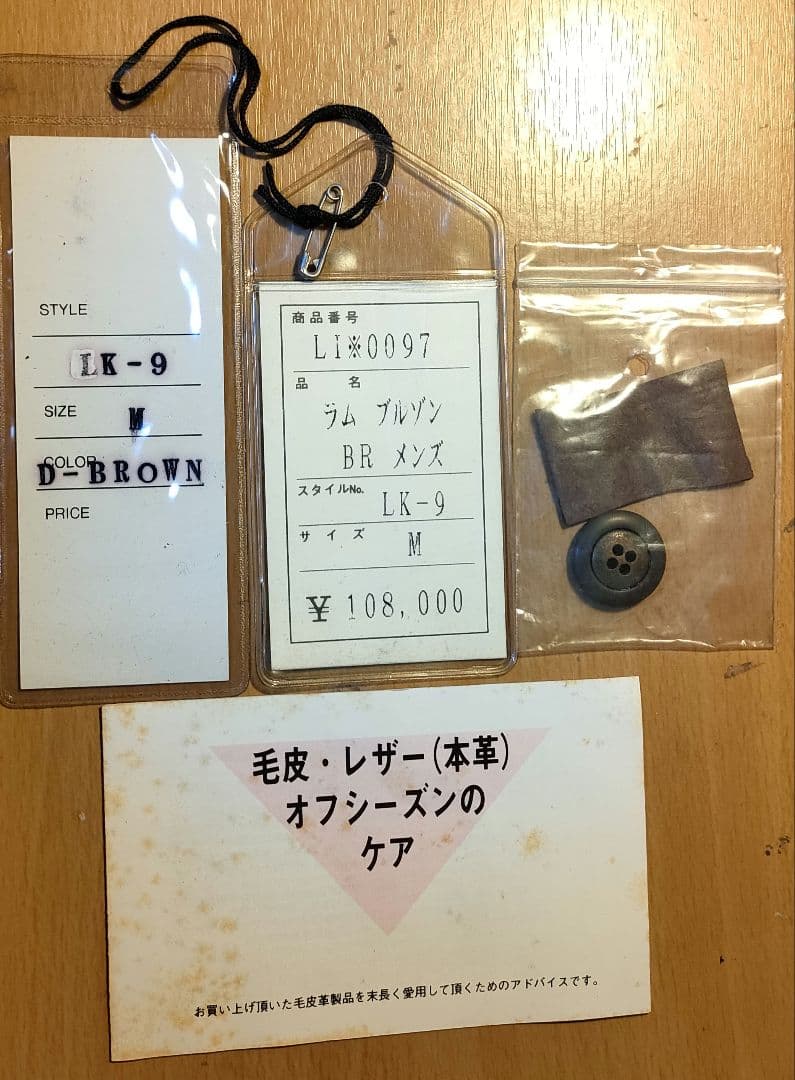 STYLE
LK-9
SIZE
M
COLOR
D-BROWN
PRICE
商品番号
LI※0097
品 名
ラム ブルゾン
BR メンズ
スタイルNo.
LK-9
サイズ
M
¥108,000
毛皮・レザー(本革)
オフシーズンの
ケア
お買い上げ頂いた毛皮革製品を末長く愛用して頂くためのアドバイスです。